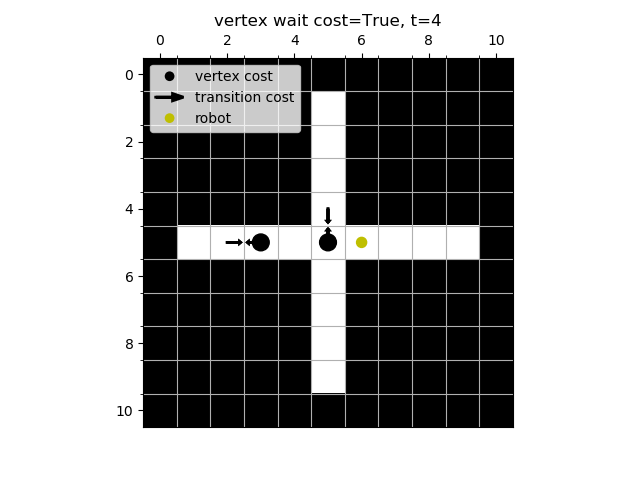 vertex wait cost=True, t=4
0 2 4 6 8 10
vertex cost
transition cost
robot
0
2
4
6
8
10